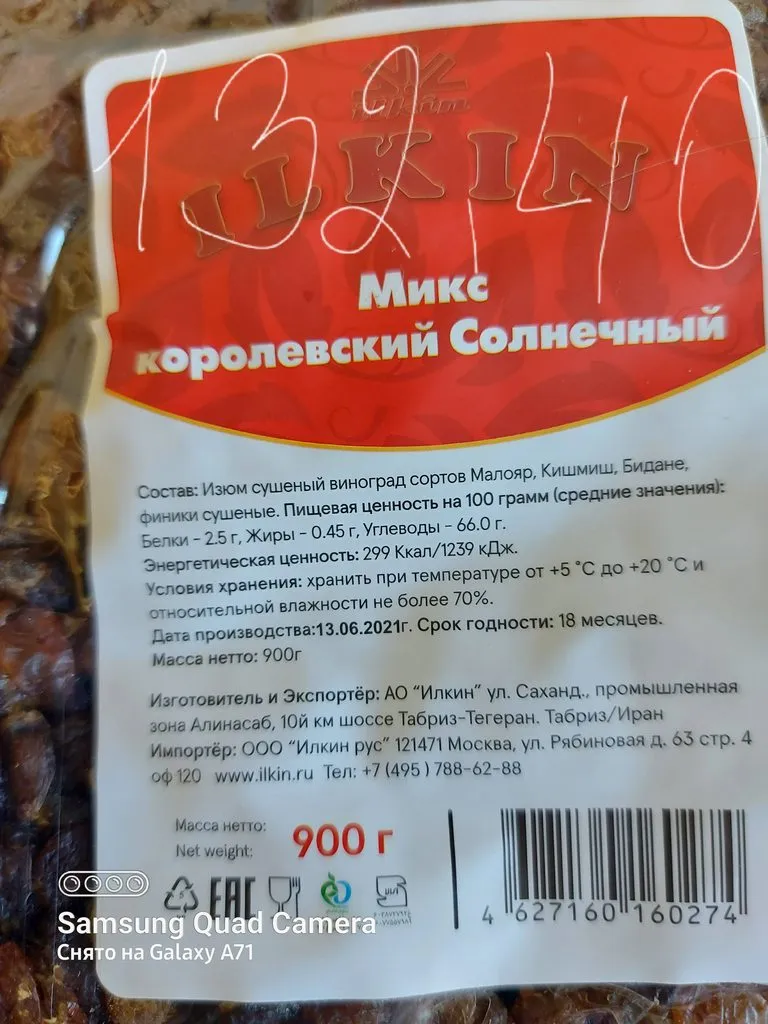 132,40
ILKIN
Микс
королевский Солнечный
Состав: Изюм сушеный виноград сортов Малояр, Кишмиш, Бидане,
финики сушеные. Пищевая ценность на 100 грамм (средние значения):
Белки - 2.5 г, Жиры - 0.45 г, Углеводы - 66.0 г.
Энергетическая ценность: 299 Ккал/1239 кДж.
Условия хранения: хранить при температуре от +5 °C до +20 °C и
относительной влажности не более 70%.
Дата производства:13.06.2021г. Срок годности: 18 месяцев.
Масса нетто: 900г
Изготовитель и Экспортёр: АО "Илкин" ул. Саханд., промышленная
зона Алинасаб, 10й км шоссе Табриз-Тегеран. Табриз/Иран
Импортёр: ООО "Илкин рус" 121471 Москва, ул. Рябиновая д. 63 стр. 4
оф 120 www.ilkin.ru Тел: +7 (495 ) 788-62-88
Масса нетто: 900 г
Net weight:
5 EAC
4 627160 160274
Samsung Quad Camera
Снято на Galaxy A71